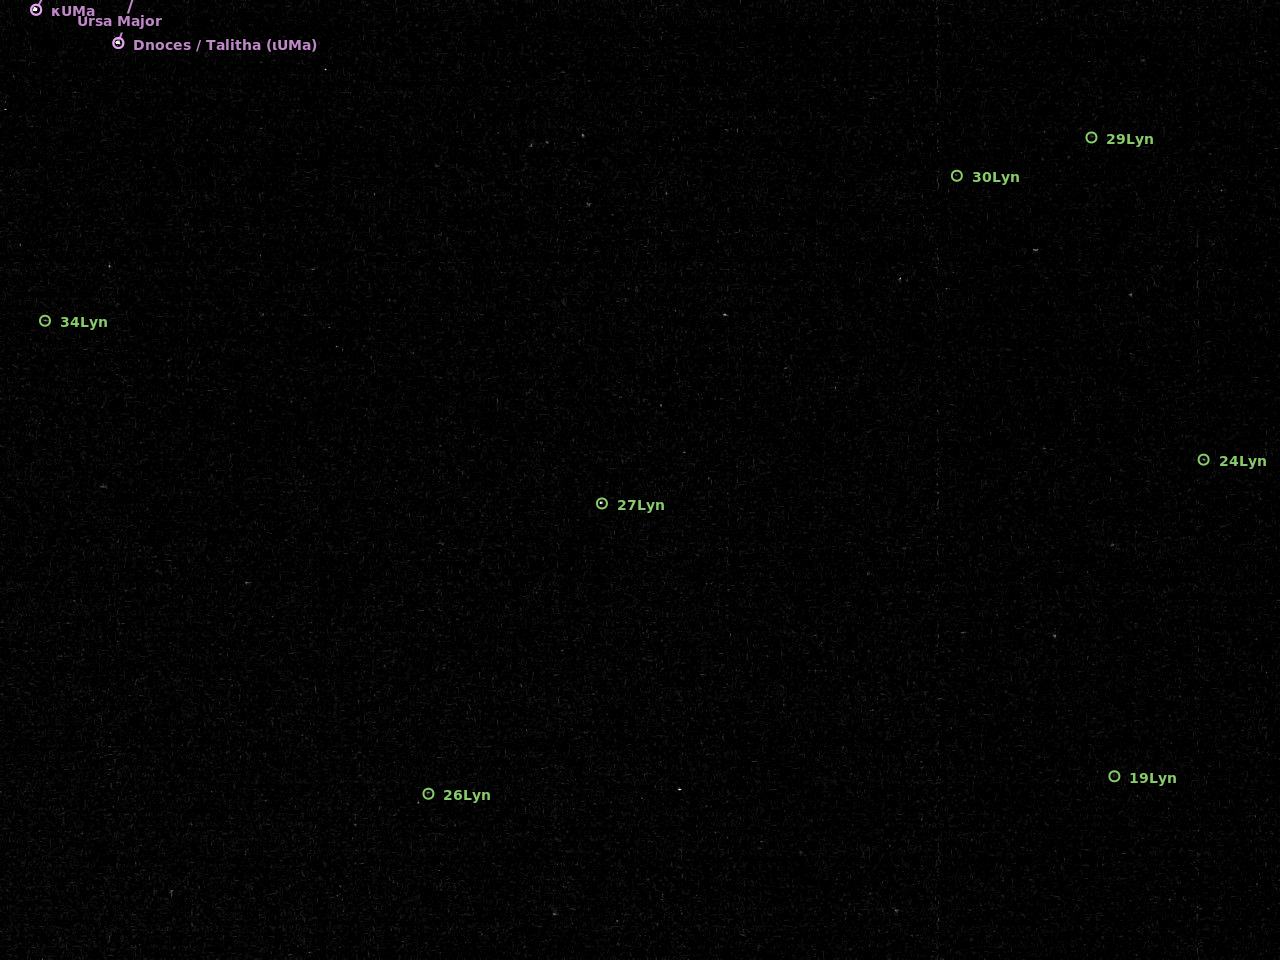 κUMa
Ursa Major
Dnoces / Talitha (ιUMa)
29Lyn
30Lyn
34Lyn
24Lyn
27Lyn
19Lyn
26Lyn